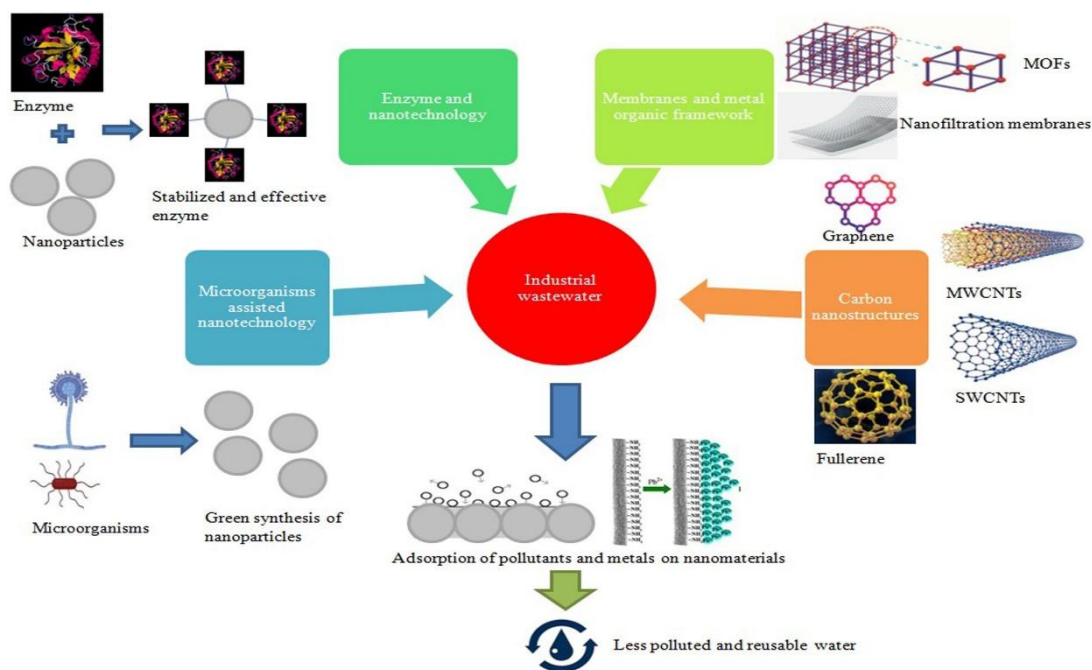 Enzyme
Nanoparticles
Stabilized and effective
enzyme
Enzyme and
nanotechnology
Membranes and metal
organic framework
MOFs
Nanofiltration membranes
Graphene
MWCNTs
SWCNTs
Fullerene
Carbon
nanostructures
Industrial
wastewater
Microorganisms
assisted
nanotechnology
Microorganisms
Green synthesis of
nanoparticles
Pb²⁺
Adsorption of pollutants and metals on nanomaterials
Less polluted and reusable water